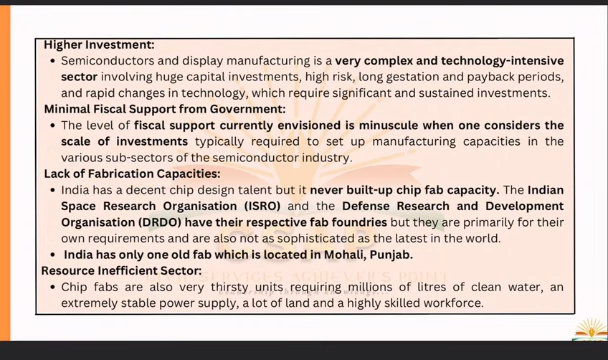 Higher Investment:
• Semiconductors and display manufacturing is a very complex and technology-intensive
sector involving huge capital investments, high risk, long gestation and payback periods,
and rapid changes in technology, which require significant and sustained investments.
Minimal Fiscal Support from Government:
• The level of fiscal support currently envisioned is minuscule when one considers the
scale of investments typically required to set up manufacturing capacities in the
various sub-sectors of the semiconductor industry.
Lack of Fabrication Capacities:
• India has a decent chip design talent but it never built-up chip fab capacity. The Indian
Space Research Organisation (ISRO) and the Defense Research and Development
Organisation (DRDO) have their respective fab foundries but they are primarily for their
own requirements and are also not as sophisticated as the latest in the world.
• India has only one old fab which is located in Mohali, Punjab.
Resource Inefficient Sector:
• Chip fabs are also very thirsty units requiring millions of litres of clean water, an
extremely stable power supply, a lot of land and a highly skilled workforce.